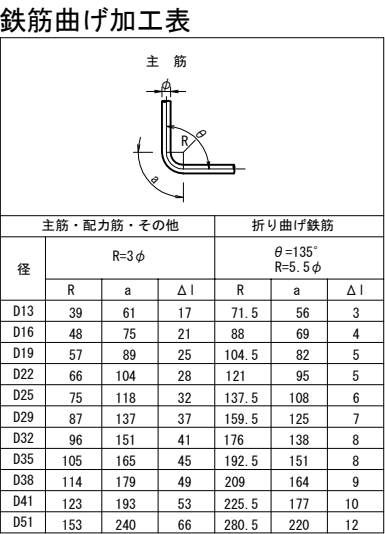 鉄筋曲げ加工表
主 筋
φ
R
θ
a
主筋・配力筋・その他 折り曲げ鉄筋
径 R=3φ θ=135°
R=5.5φ
R a Δl R a Δl
D13 39 61 17 71.5 56 3
D16 48 75 21 88 69 4
D19 57 89 25 104.5 82 5
D22 66 104 28 121 95 5
D25 75 118 32 137.5 108 6
D29 87 137 37 159.5 125 7
D32 96 151 41 176 138 8
D35 105 165 45 192.5 151 8
D38 114 179 49 209 164 9
D41 123 193 53 225.5 177 10
D51 153 240 66 280.5 220 12